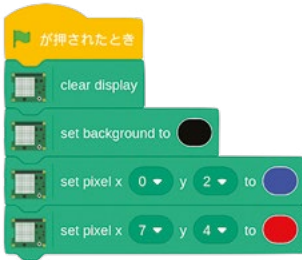 が押されたとき
clear display
set background to
set pixel x 0 y 2 to
set pixel x 7 y 4 to